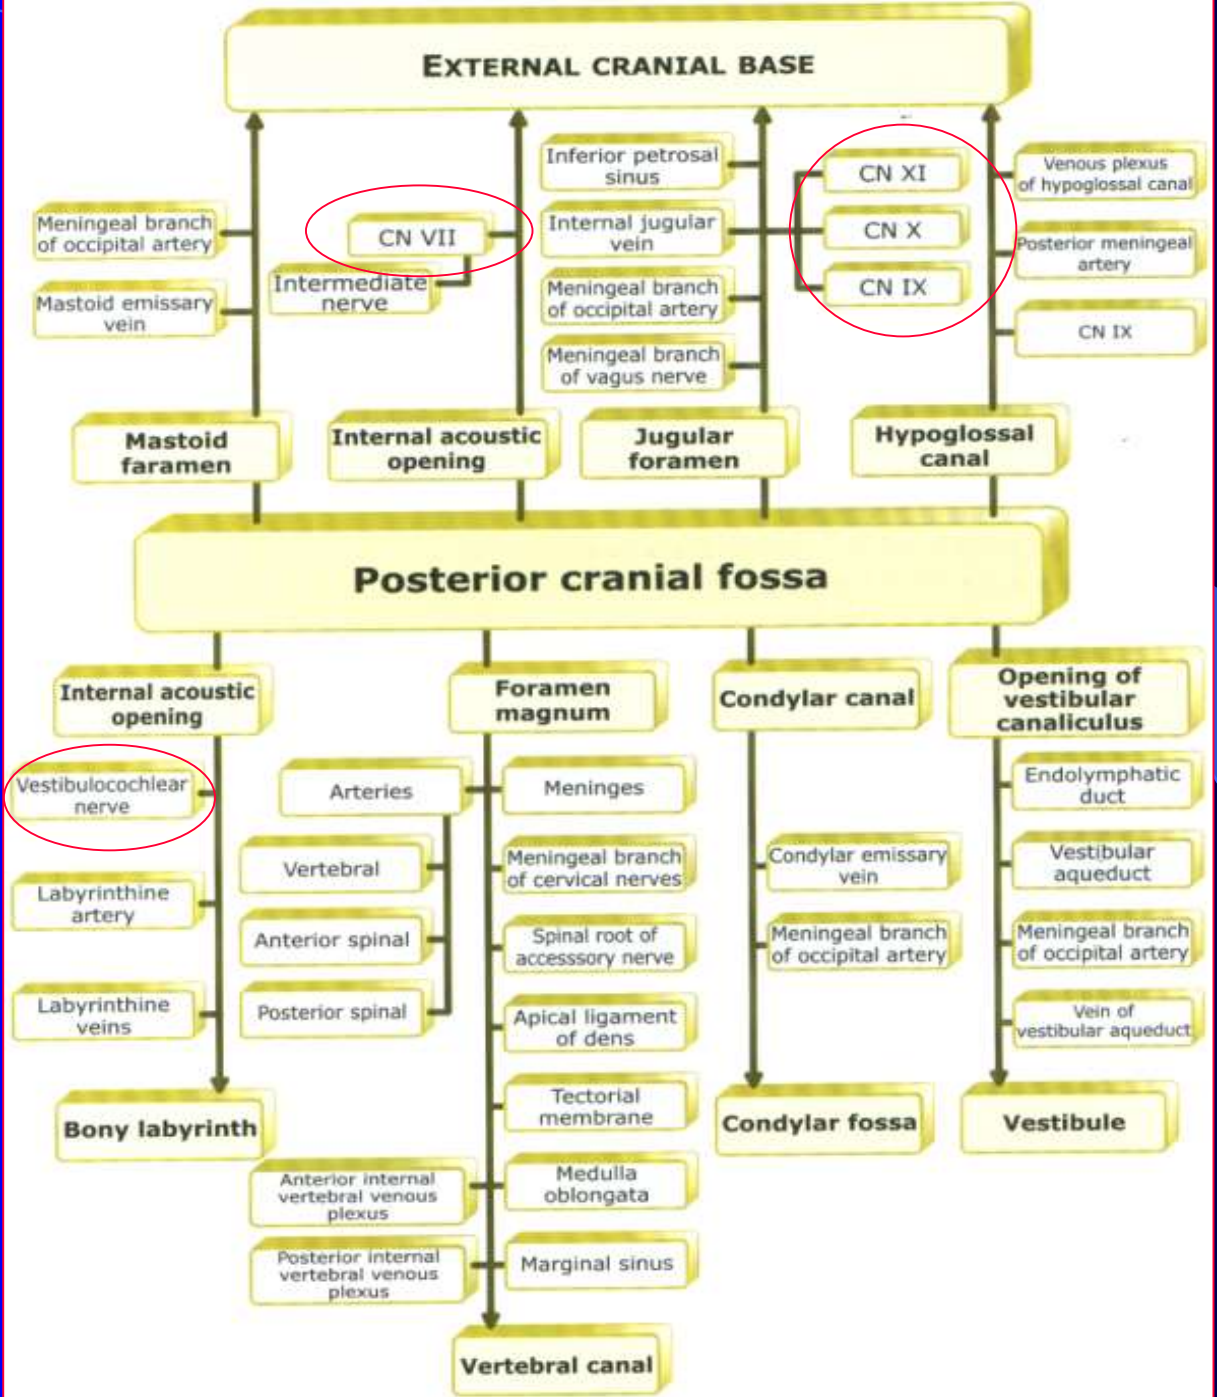 EXTERNAL CRANIAL BASE
Meningeal branch
of occipital artery
Mastoid emissary
vein
CN VII
Intermediate
nerve
Inferior petrosal
sinus
Internal jugular
vein
Meningeal branch
of occipital artery
Meningeal branch
of vagus nerve
CN XI
CN X
CN IX
Venous plexus
of hypoglossal canal
Posterior meningeal
artery
CN IX
Mastoid
faramen
Internal acoustic
opening
Jugular
foramen
Hypoglossal
canal
Posterior cranial fossa
Internal acoustic
opening
Foramen
magnum
Condylar canal
Opening of
vestibular
canaliculus
Vestibulocochlear
nerve
Labyrinthine
artery
Labyrinthine
veins
Bony labyrinth
Arteries
Vertebral
Anterior spinal
Posterior spinal
Anterior internal
vertebral venous
plexus
Posterior internal
vertebral venous
plexus
Meninges
Meningeal branch
of cervical nerves
Spinal root of
accesssory nerve
Apical ligament
of dens
Tectorial
membrane
Medulla
oblongata
Marginal sinus
Vertebral canal
Condylar emissary
vein
Meningeal branch
of occipital artery
Condylar fossa
Endolymphatic
duct
Vestibular
aqueduct
Meningeal branch
of occipital artery
Vein of
vestibular aqueduct
Vestibule